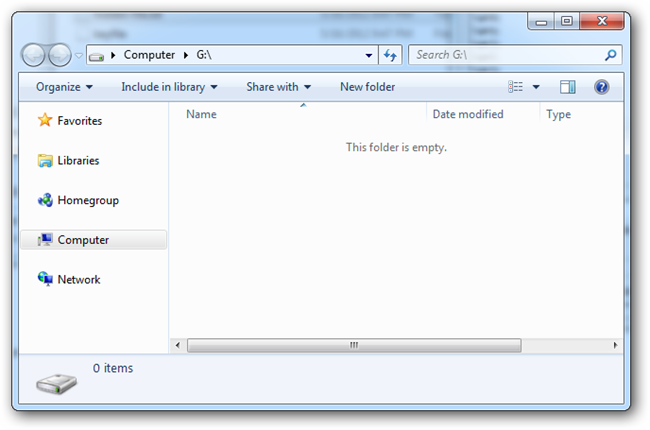 Computer G:\ Search G:\
Organize Include in library Share with New folder
Name Date modified Type
This folder is empty.
Favorites
Libraries
Homegroup
Computer
Network
0 items